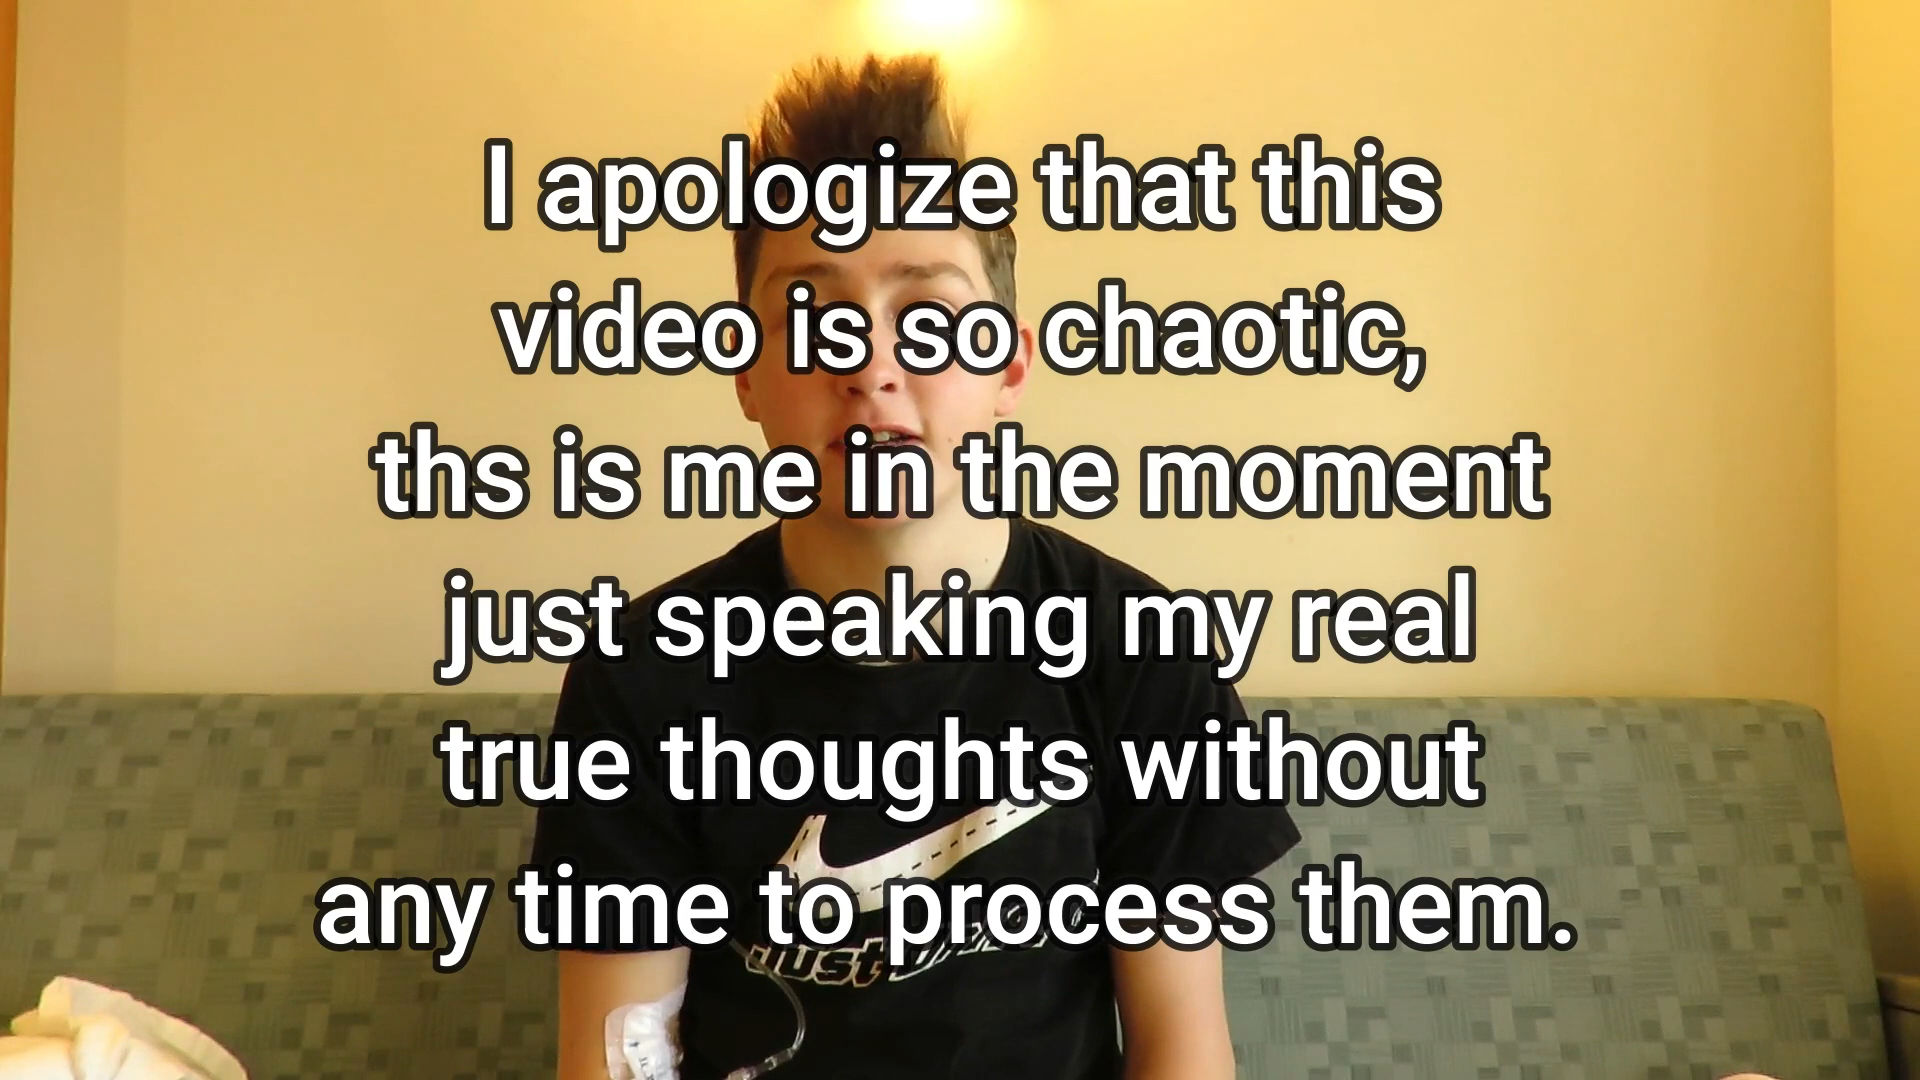 I apologize that this
video is so chaotic,
ths is me in the moment
just speaking my real
true thoughts without
any time to process them.
Just